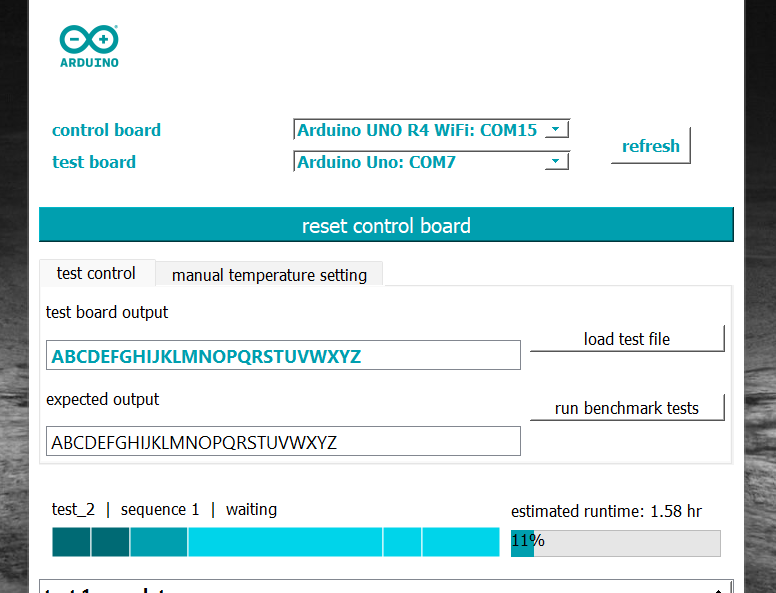 ARDUINO
control board
Arduino UNO R4 WiFi: COM15
refresh
test board
Arduino Uno: COM7
reset control board
test control
manual temperature setting
test board output
load test file
ABCDEFGHIJKLMNOPQRSTUVWXYZ
expected output
run benchmark tests
ABCDEFGHIJKLMNOPQRSTUVWXYZ
test_2 | sequence 1 | waiting
estimated runtime: 1.58 hr
11%